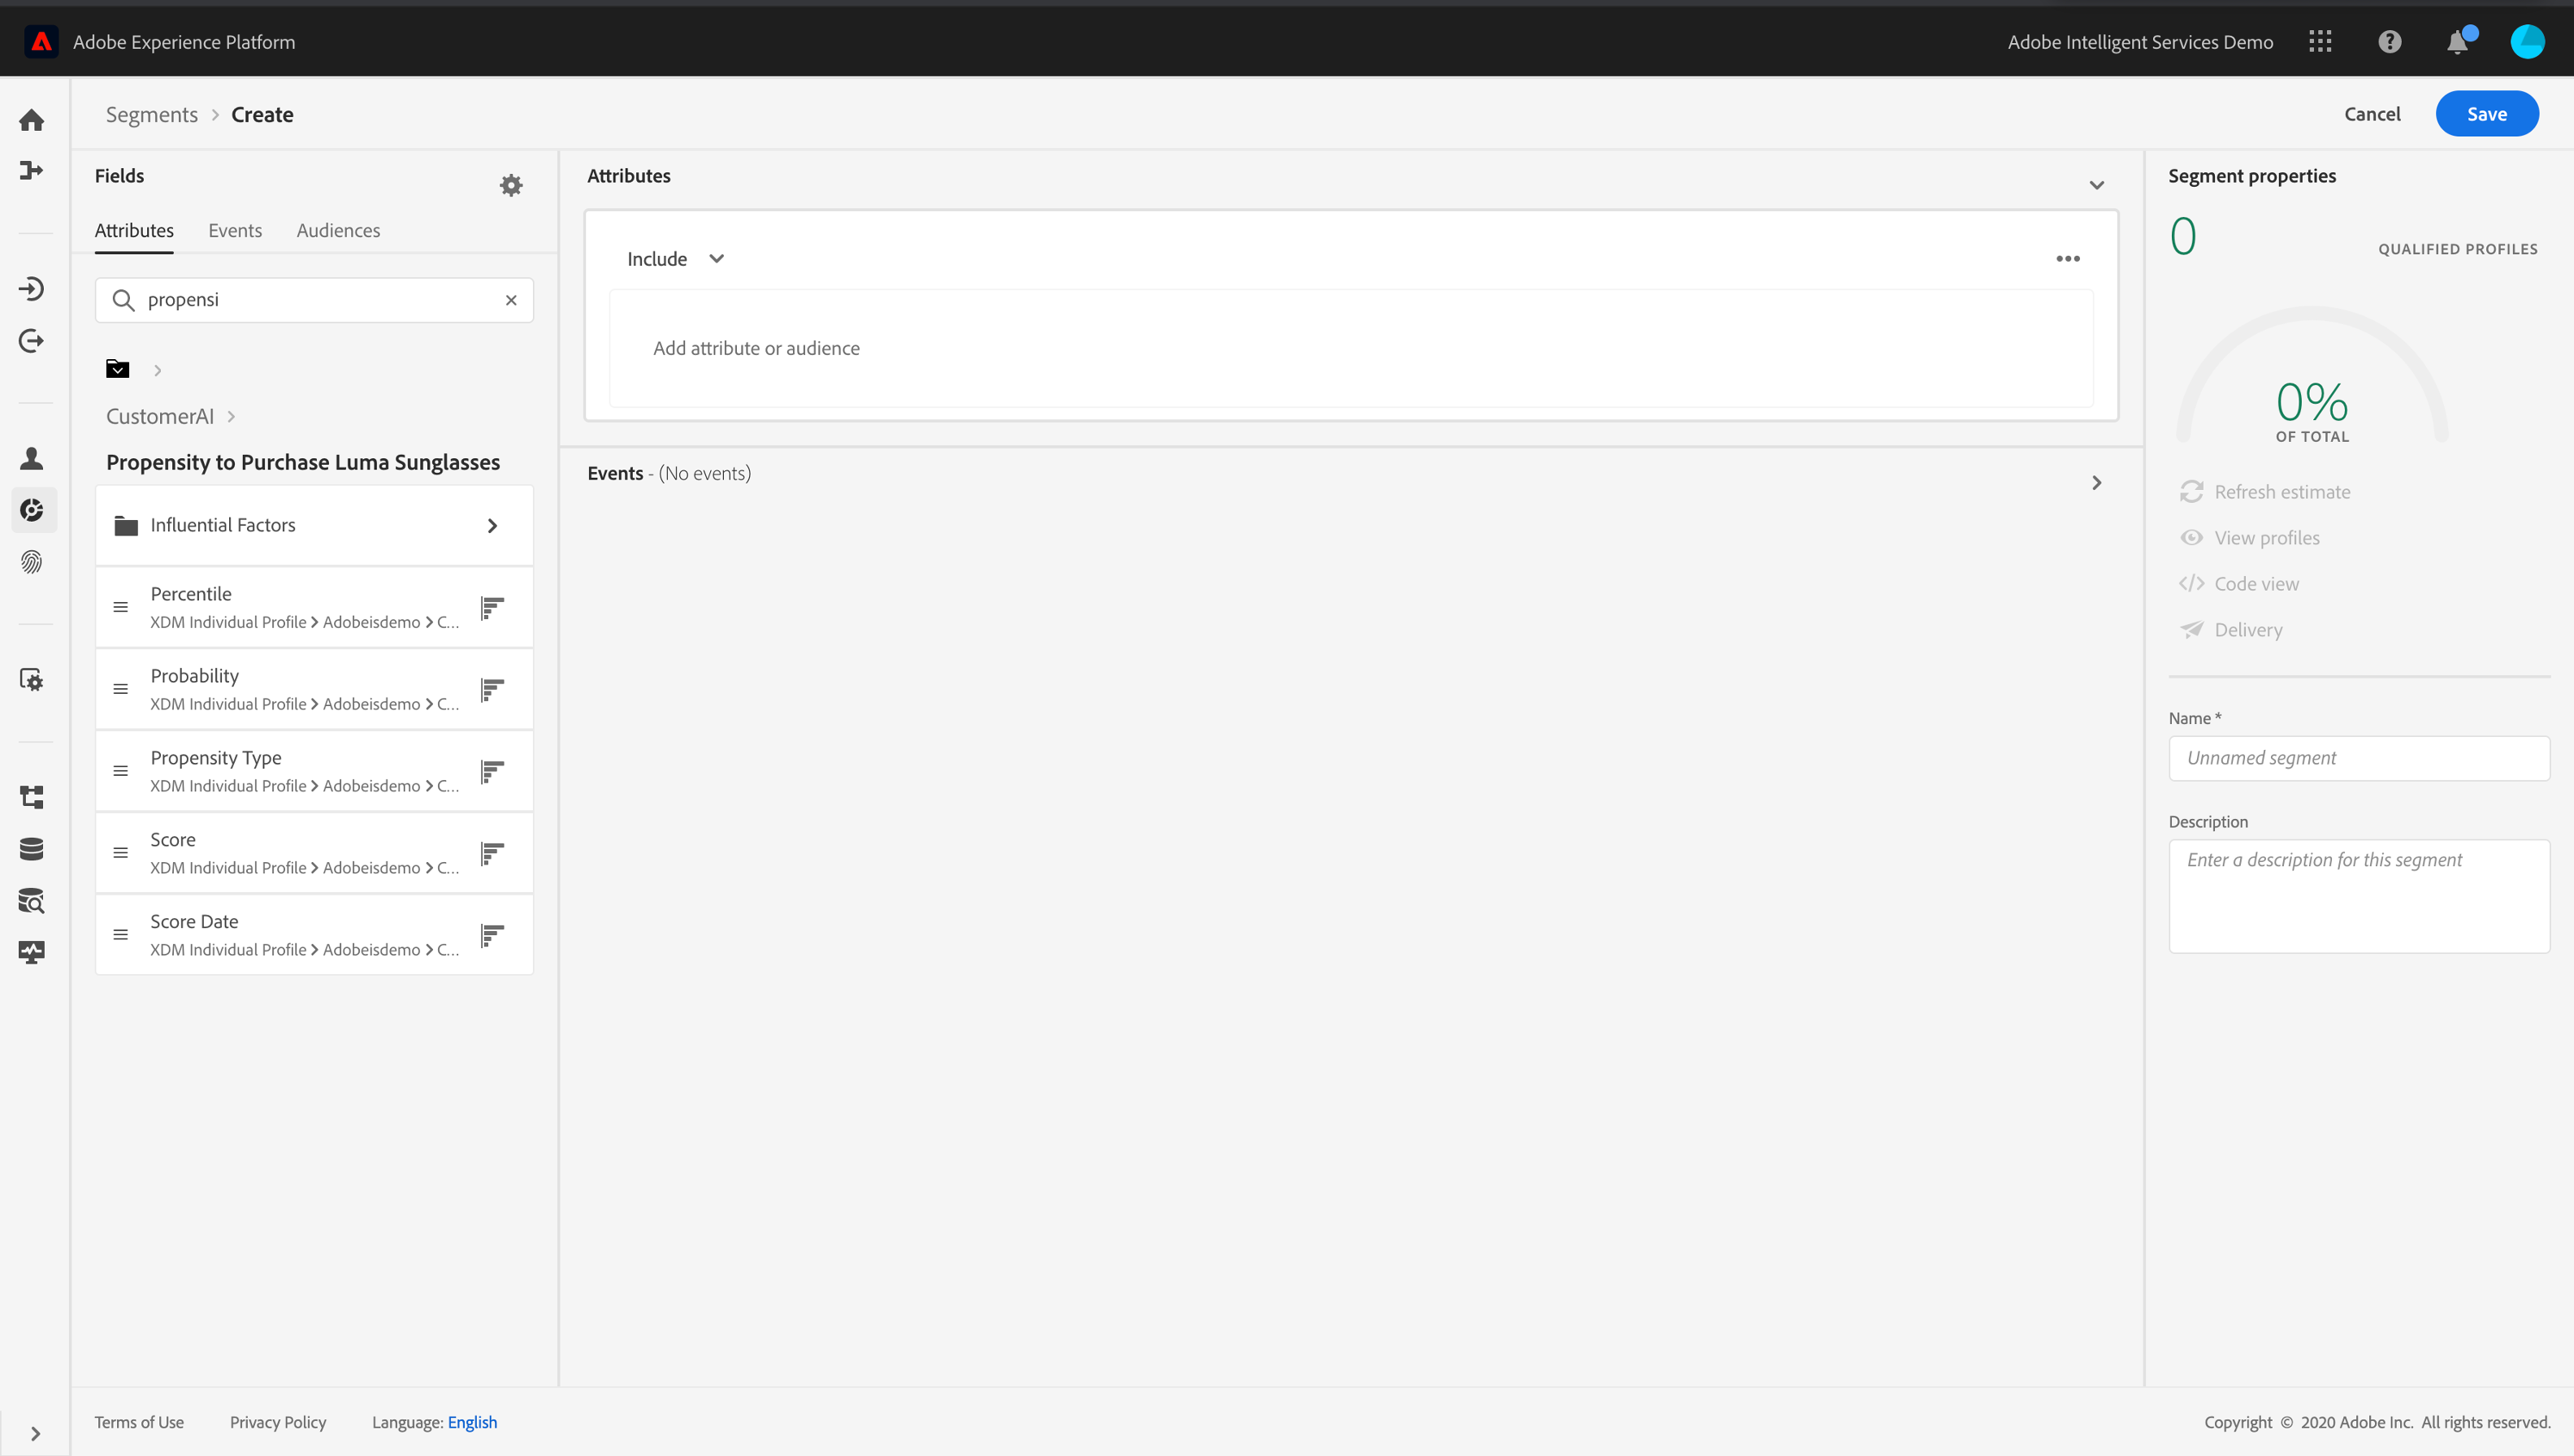 Adobe Experience Platform
Adobe Intelligent Services Demo
Segments
Create
Cancel
Save
Fields
Attributes
Events
Audiences
propensi
CustomerAI
Propensity to Purchase Luma Sunglasses
Influential Factors
Percentile
XDM Individual Profile > Adobeisdemo > C...
Probability
XDM Individual Profile > Adobeisdemo > C...
Propensity Type
XDM Individual Profile > Adobeisdemo > C...
Score
XDM Individual Profile > Adobeisdemo > C...
Score Date
XDM Individual Profile > Adobeisdemo > C...
Attributes
Include
Add attribute or audience
Events - (No events)
Segment properties
0
QUALIFIED PROFILES
0%
OF TOTAL
Refresh estimate
View profiles
Code view
Delivery
Name *
Unnamed segment
Description
Enter a description for this segment
Terms of Use
Privacy Policy
Language: English
Copyright © 2020 Adobe Inc. All rights reserved.